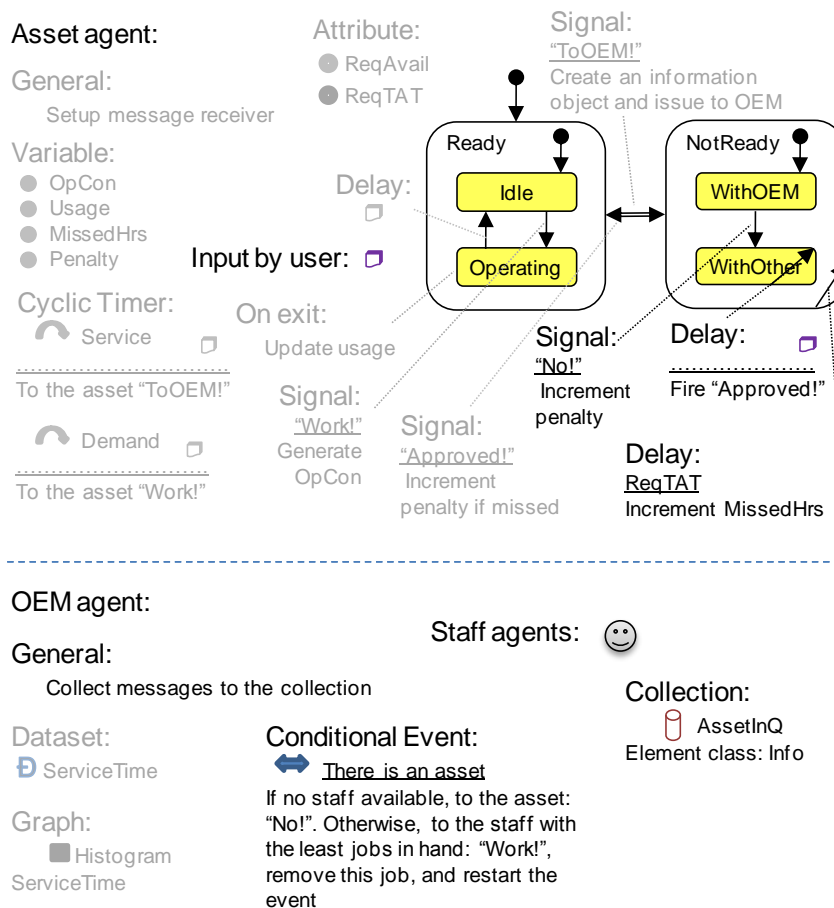 Asset agent:
General:
Setup message receiver
Variable:
OpCon
Usage
MissedHrs
Penalty
Attribute:
ReqAvail
ReqTAT
Delay:
Input by user:
Cyclic Timer:
Service
To the asset “ToOEM!”
Demand
To the asset “Work!”
On exit:
Update usage
Signal:
“Work!”
Generate
OpCon
Signal:
“Approved!”
Increment
penalty if missed
Signal:
“ToOEM!”
Create an information
object and issue to OEM
Ready
Idle
Operating
NotReady
WithOEM
WithOther
Signal:
“No!”
Increment
penalty
Delay:
Fire “Approved!”
Delay:
ReqTAT
Increment MissedHrs
OEM agent:
General:
Collect messages to the collection
Staff agents:
Collection:
AssetInQ
Element class: Info
Dataset:
Đ ServiceTime
Graph:
Histogram
ServiceTime
Conditional Event:
There is an asset
If no staff available, to the asset:
“No!”. Otherwise, to the staff with
the least jobs in hand: “Work!”,
remove this job, and restart the
event